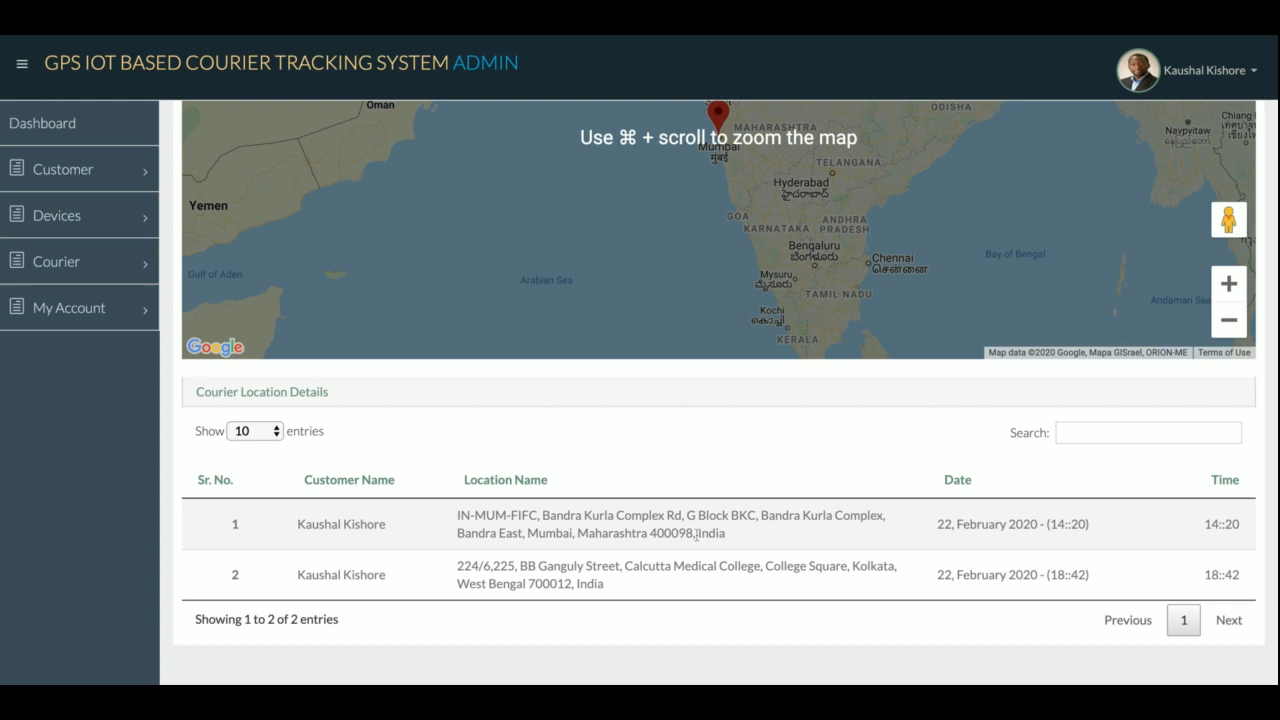 GPS IOT BASED COURIER TRACKING SYSTEM ADMIN
Kaushal Kishore
Dashboard
Customer
Devices
Courier
My Account
Oman
Yemen
Gulf of Aden
Arabian Sea
Use ⌘ + scroll to zoom the map
MAHARASHTRA
Mumbai
मुंबई
ODISHA
TELANGANA
Hyderabad
హైదరాబాద్
GOA
KARNATAKA
ANDHRA
PRADESH
Bengaluru
ಬೆಂಗಳೂರು
Chennai
சென்னை
Mysuru
ಮೈಸೂರು
TAMIL NADU
Kochi
കൊച്ചി
KERALA
Bay of Bengal
Andaman Sea
Naypyitaw
နေပြည်တော်
Chiang
Google
Map data ©2020 Google, Mapa GISrael, ORION-ME
Terms of Use
Courier Location Details
Show 10 entries
Search:
Sr. No. Customer Name Location Name Date Time
1 Kaushal Kishore IN-MUM-FIFC, Bandra Kurla Complex Rd, G Block BKC, Bandra Kurla Complex, 22, February 2020 - (14::20) 14::20
Bandra East, Mumbai, Maharashtra 400098, India
2 Kaushal Kishore 224/6,225, BB Ganguly Street, Calcutta Medical College, College Square, Kolkata, 22, February 2020 - (18::42) 18::42
West Bengal 700012, India
Showing 1 to 2 of 2 entries
Previous 1 Next